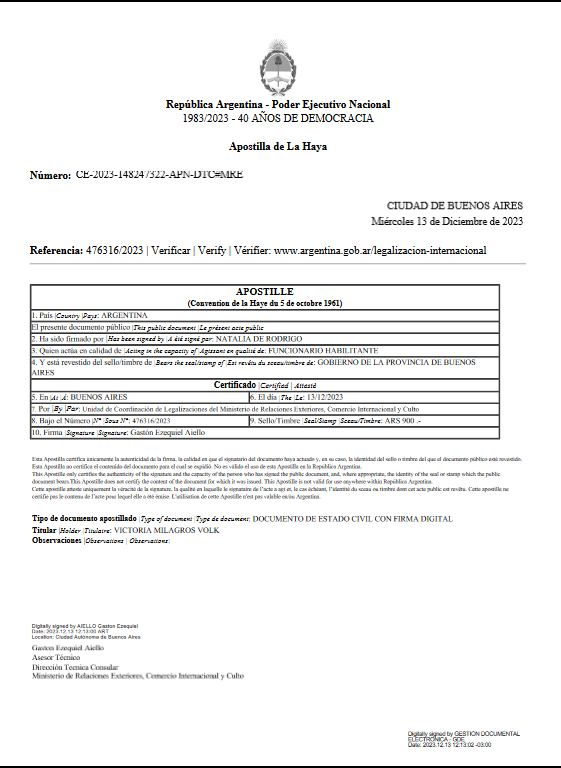 República Argentina - Poder Ejecutivo Nacional
1983/2023 - 40 AÑOS DE DEMOCRACIA
Apostilla de La Haya
Número: CE-2023-148247322-APN-DTC#MRE
CIUDAD DE BUENOS AIRES
Miércoles 13 de Diciembre de 2023
Referencia: 476316/2023 | Verificar | Verify | Vérifier: www.argentina.gob.ar/legalizacion-internacional
APOSTILLE
(Convention de la Haye du 5 de octobre 1961)
1. País |Country |Pays: ARGENTINA
El presente documento público |This public document |Le présent acte public
2. Ha sido firmado por |Has been signed by |A été signé par: NATALIA DE RODRIGO
3. Quien actúa en calidad de |Acting in the capacity of |Agissant en qualité de: FUNCIONARIO HABILITANTE
4. Y está revestido del sello/timbre de |Bears the seal/stamp of |Est revêtu du sceau/timbre de: GOBIERNO DE LA PROVINCIA DE BUENOS
AIRES
Certificado |Certified | Attesté
5. En |At |A: BUENOS AIRES 6. El día |The |Le: 13/12/2023
7. Por |By |Par: Unidad de Coordinación de Legalizaciones del Ministerio de Relaciones Exteriores, Comercio Internacional y Culto
8. Bajo el Número |N° |Sous N°: 476316/2023 9. Sello/Timbre |Seal/Stamp |Sceau/Timbre: ARS 900 .-
10. Firma |Signature |Signature: Gastón Ezequiel Aiello
Esta Apostilla certifica únicamente la autenticidad de la firma, la calidad en que el signatario del documento haya actuado y, en su caso, la identidad del sello o timbre del que el documento público esté revestido.
Esta Apostilla no certifica el contenido del documento para el cual se expidió. No es válido el uso de esta Apostilla en la República Argentina.
This Apostille only certifies the authenticity of the signature and the capacity of the person who has signed the public document, and, where appropriate, the identity of the seal or stamp which the public
document bears.This Apostille does not certify the content of the document for which it was issued. This Apostille is not valid for use anywhere within República Argentina.
Cette apostille atteste uniquement la véracité de la signature, la qualité en laquelle le signataire de l'acte a agi et, le cas échéant, l'identité du sceau ou timbre dont cet acte public est revêtu. Cette apostille ne
certifie pas le contenu de l'acte pour lequel elle a été émise. L'utilisation de cette Apostille n'est pas valable en/au Argentine.
Tipo de documento apostillado |Type of document |Type de document: DOCUMENTO DE ESTADO CIVIL CON FIRMA DIGITAL
Titular |Holder |Titulaire: VICTORIA MILAGROS VOLK
Observaciones |Observations | Observations:
Digitally signed by AIELLO Gaston Ezequiel
Date: 2023.12.13 12:13:00 ART
Location: Ciudad Autónoma de Buenos Aires
Gaston Ezequiel Aiello
Asesor Técnico
Dirección Tecnica Consular
Ministerio de Relaciones Exteriores, Comercio Internacional y Culto
Digitally signed by GESTION DOCUMENTAL
ELECTRONICA - GDE
Date: 2023.12.13 12:13:02 -03:00